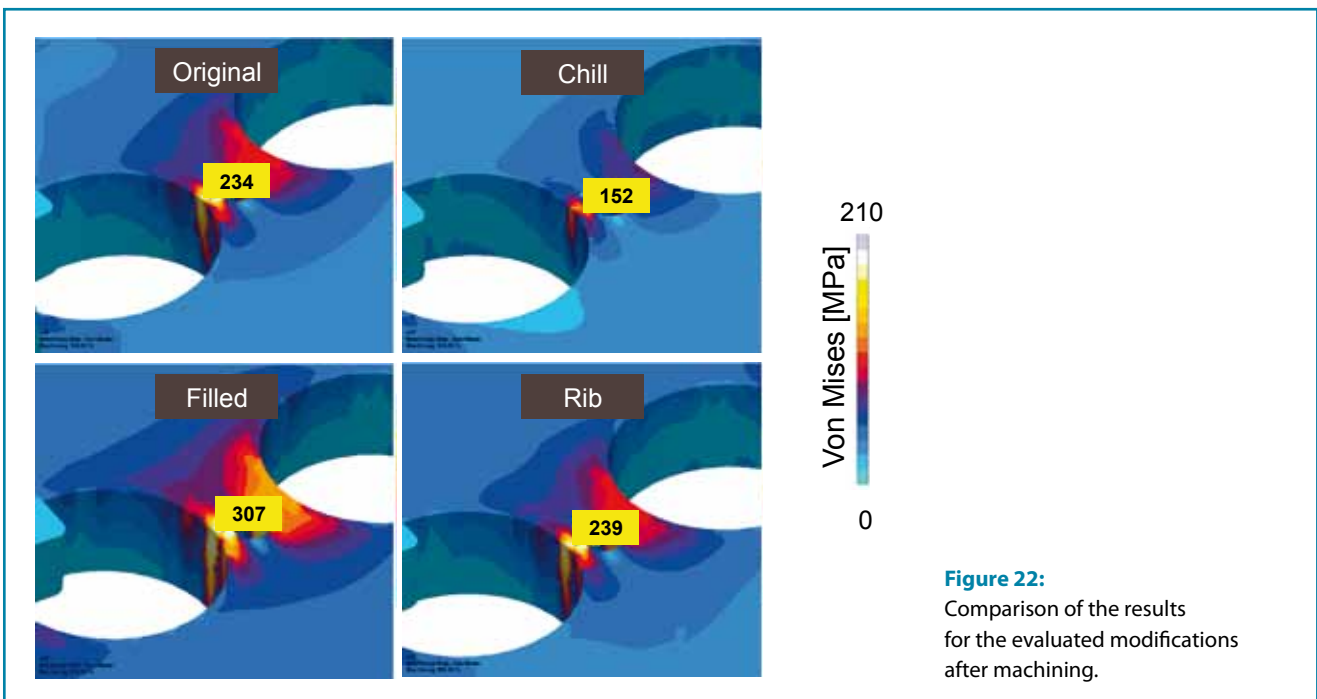 Original
234
Chill
152
Filled
307
Rib
239
210
Von Mises [MPa]
0
Figure 22:
Comparison of the results
for the evaluated modifications
after machining.